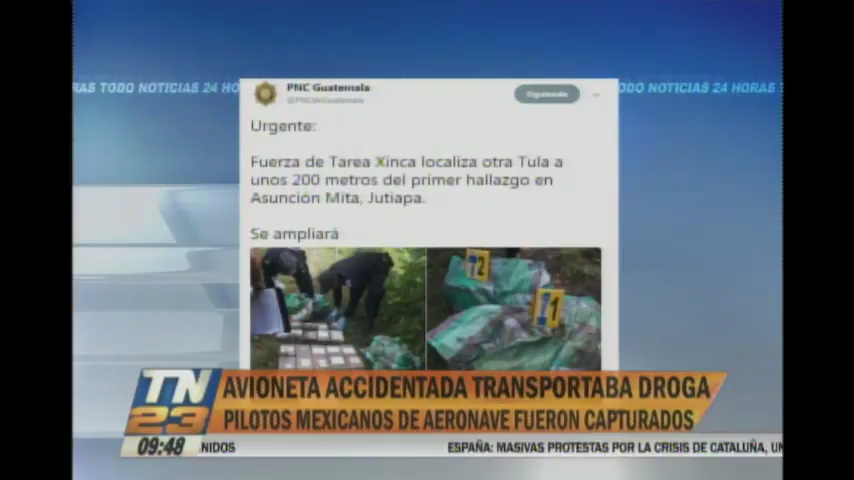 RAS TODO NOTICIAS 24 HO
ODO NOTICIAS 24 HORAS TODO
PNC Guatemala
@PNCdeGuatemala
Siguiendo
Urgente:
Fuerza de Tarea Xinca localiza otra Tula a
unos 200 metros del primer hallazgo en
Asunción Mita, Jutiapa.
Se ampliará
12
1
TN
23
AVIONETA ACCIDENTADA TRANSPORTABA DROGA
PILOTOS MEXICANOS DE AERONAVE FUERON CAPTURADOS
09:48
NIDOS
ESPAÑA: MASIVAS PROTESTAS POR LA CRISIS DE CATALUÑA, UN